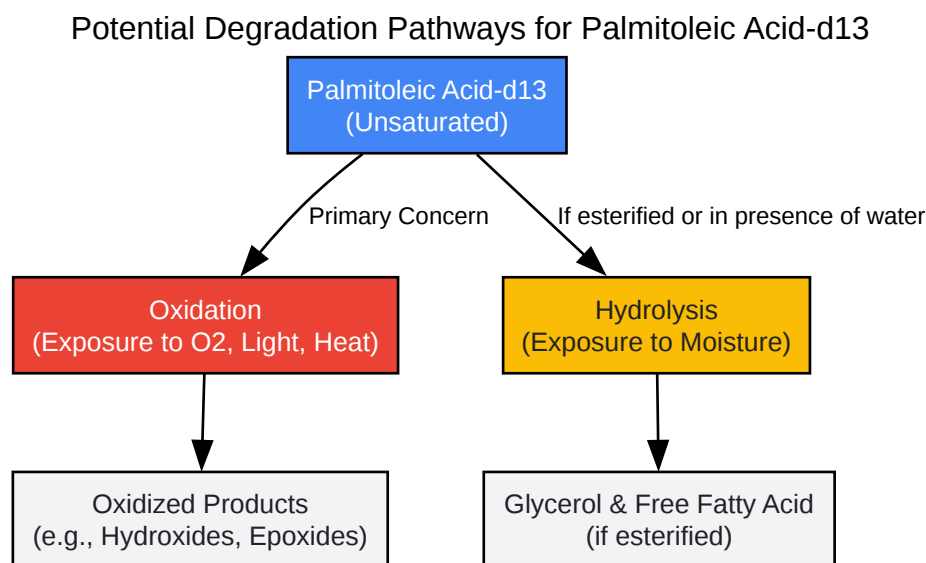 Potential Degradation Pathways for Palmitoleic Acid-d13
Palmitoleic Acid-d13
(Unsaturated)
Primary Concern
If esterified or in presence of water
Oxidation
(Exposure to O2, Light, Heat)
Hydrolysis
(Exposure to Moisture)
Oxidized Products
(e.g., Hydroxides, Epoxides)
Glycerol & Free Fatty Acid
(if esterified)